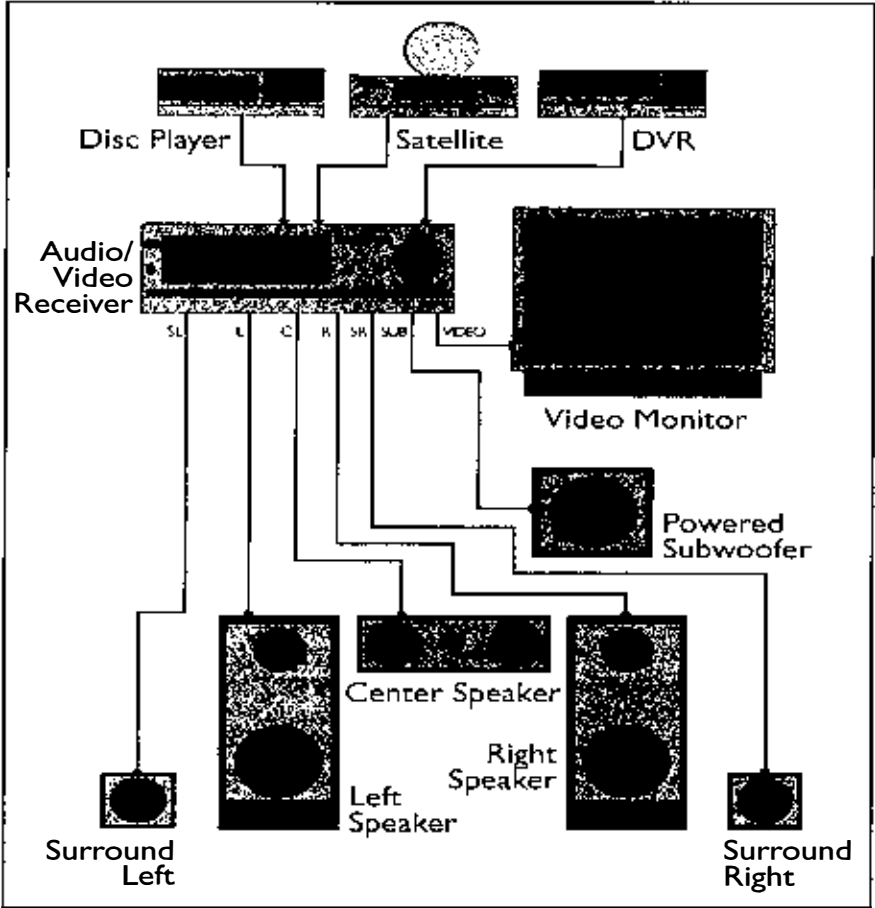 Disc Player
Satellite
DVR
Audio/
Video
Receiver
SL L C R SR SUB VIDEO
Video Monitor
Powered
Subwoofer
Center Speaker
Right
Speaker
Left
Speaker
Surround
Left
Surround
Right